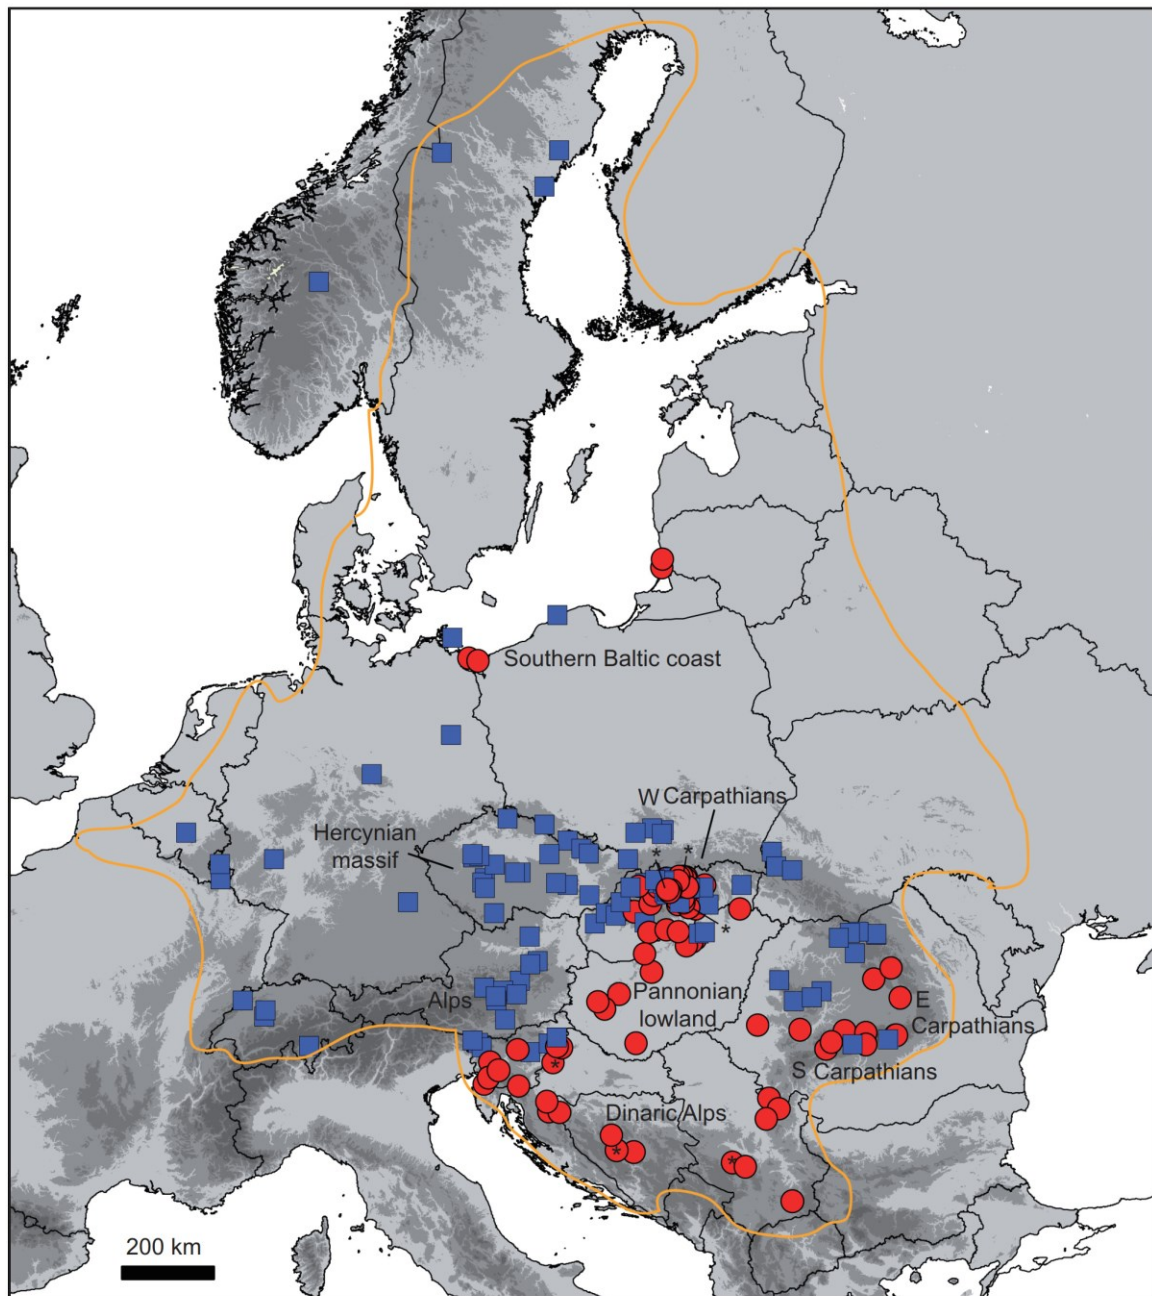 Southern Baltic coast
W Carpathians
Hercynian
massif
*
*
*
Alps
Pannonian
lowland
E
Carpathians
S Carpathians
*
Dinaric Alps
*
*
200 km